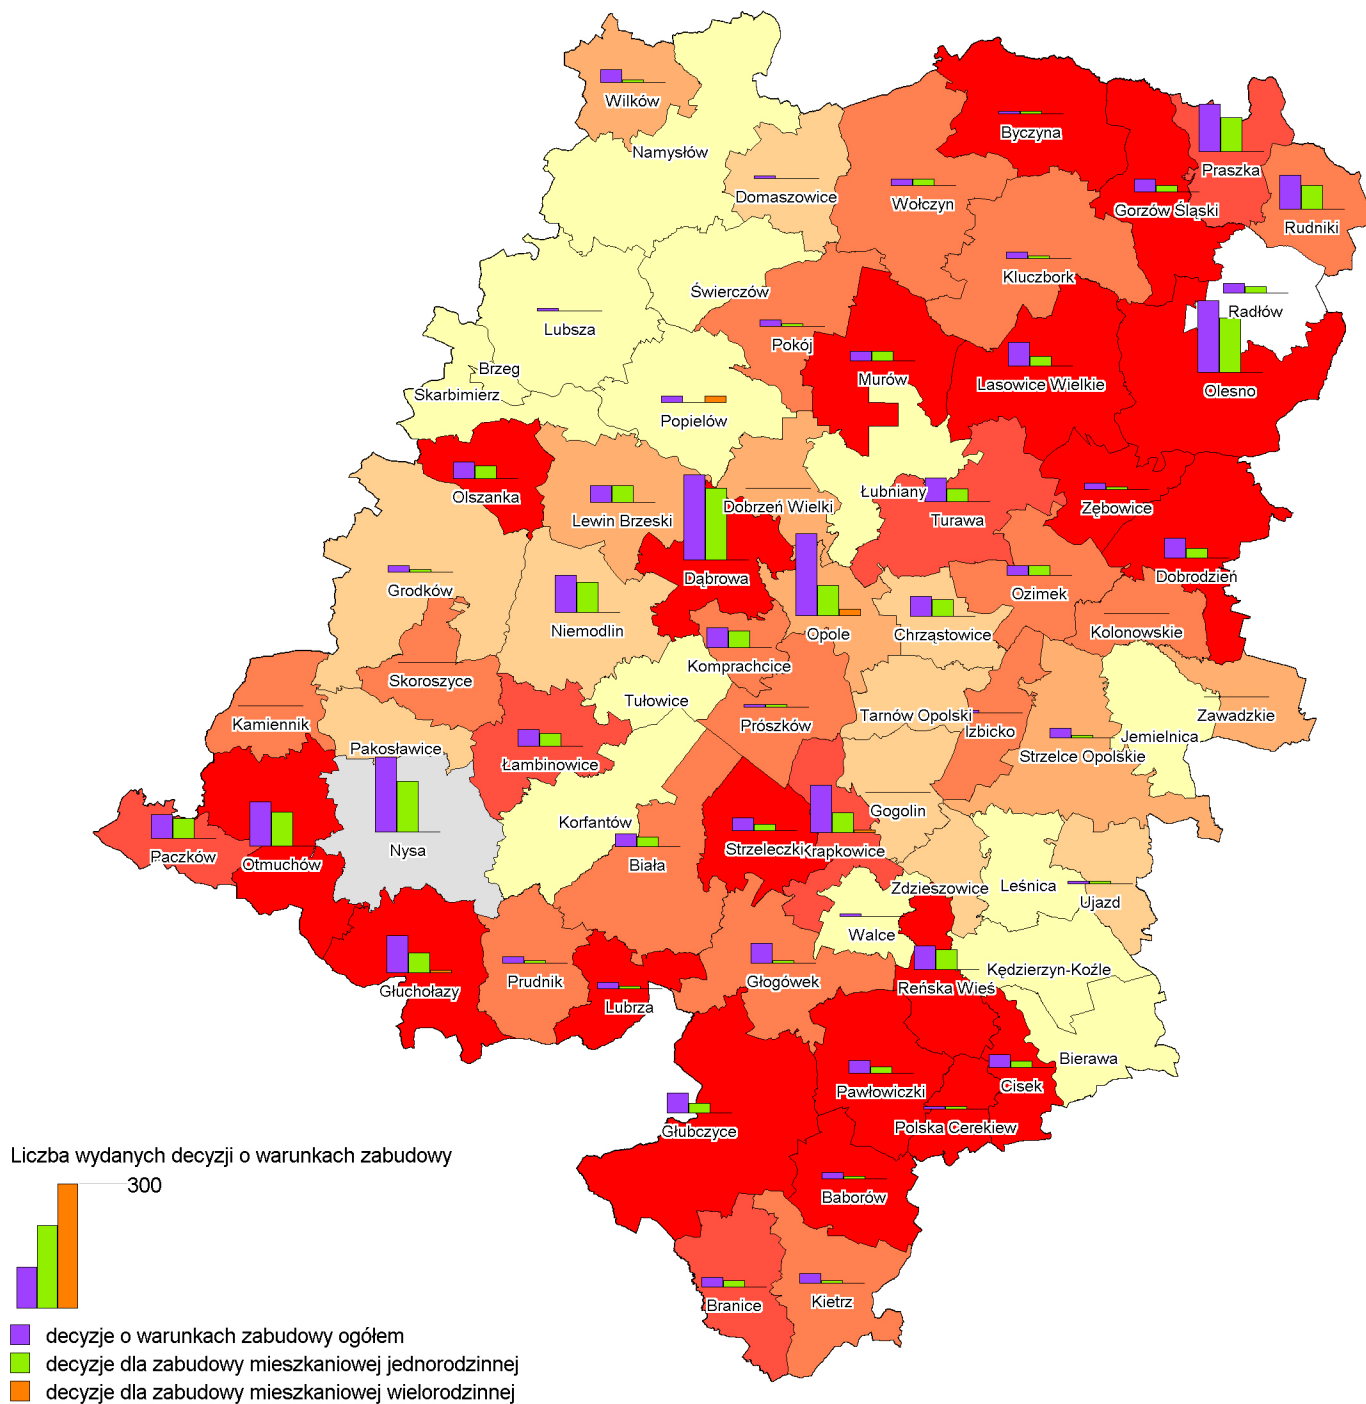 Wilków
Namysłów
Byczyna
Praszka
Domaszowice
Wołczyn
Gorzów Śląski
Rudniki
Kluczbork
Świerczów
Radłów
Lubsza
Pokój
Brzeg
Murów
Lasowice Wielkie
Olesno
Skarbimierz
Popielów
Olszanka
Łubniany
Dobrzeń Wielki
Lewin Brzeski
Turawa
Zębowice
Dąbrowa
Dobrodzień
Grodków
Ozimek
Niemodlin
Opole
Chrząstowice
Kolonowskie
Komprachcice
Skoroszyce
Tułowice
Kamiennik
Prószków
Tarnów Opolski
Izbicko
Zawadzkie
Jemielnica
Pakosławice
Strzelce Opolskie
Łambinowice
Gogolin
Korfantów
Paczków
Otmuchów
Nysa
Biała
Strzeleczki
Krapkowice
Zdzieszowice
Leśnica
Ujazd
Walce
Kędzierzyn-Koźle
Głuchołazy
Prudnik
Głogówek
Reńska Wieś
Lubrza
Bierawa
Cisek
Pawłowiczki
Głubczyce
Polska Cerekiew
Baborów
Branice
Kietrz
Liczba wydanych decyzji o warunkach zabudowy
300
decyzje o warunkach zabudowy ogółem
decyzje dla zabudowy mieszkaniowej jednorodzinnej
decyzje dla zabudowy mieszkaniowej wielorodzinnej